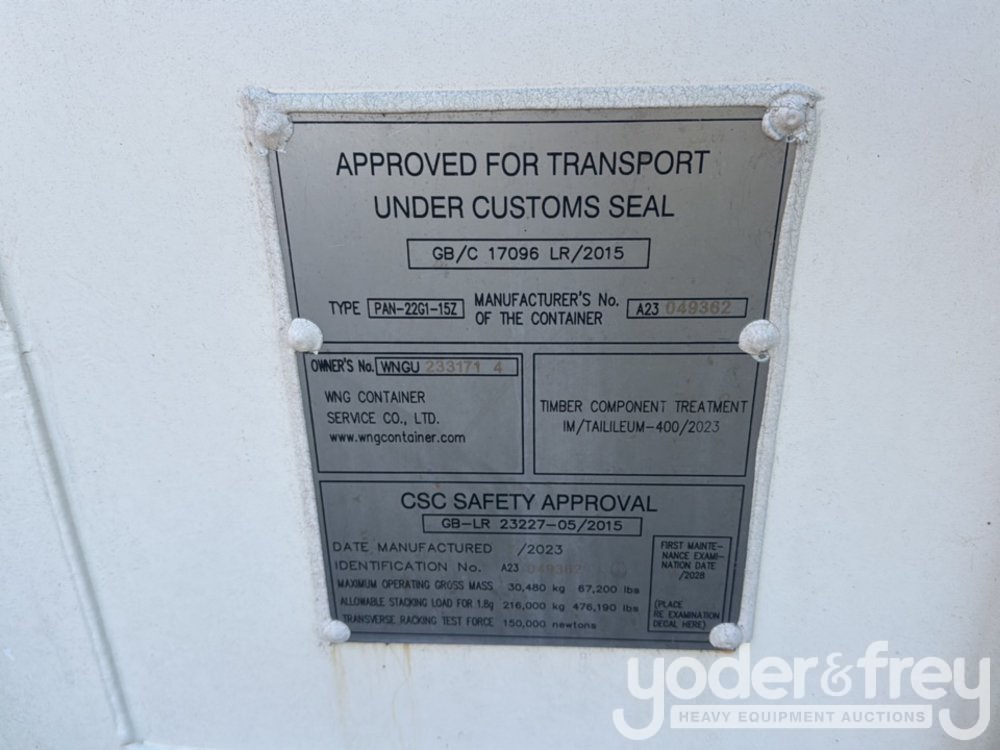 APPROVED FOR TRANSPORT
UNDER CUSTOMS SEAL
GB/C 17096 LR/2015
TYPE PAN-22G1-15Z MANUFACTURER'S No. OF THE CONTAINER A23 049362
OWNER'S No. WNGU 233171 4
WNG CONTAINER
SERVICE CO., LTD.
www.wngcontainer.com
TIMBER COMPONENT TREATMENT
IM/TAILILEUM-400/2023
CSC SAFETY APPROVAL
GB-LR 23227-05/2015
DATE MANUFACTURED /2023
IDENTIFICATION No. A23 049362
MAXIMUM OPERATING GROSS MASS 30,480 kg 67,200 lbs
ALLOWABLE STACKING LOAD FOR 1.8g 216,000 kg 476,190 lbs
TRANSVERSE RACKING TEST FORCE 150,000 newtons
FIRST MAINTE-
NANCE EXAMI-
NATION DATE
/2028
(PLACE
RE EXAMINATION
DECAL HERE)
yoder&frey
HEAVY EQUIPMENT AUCTIONS